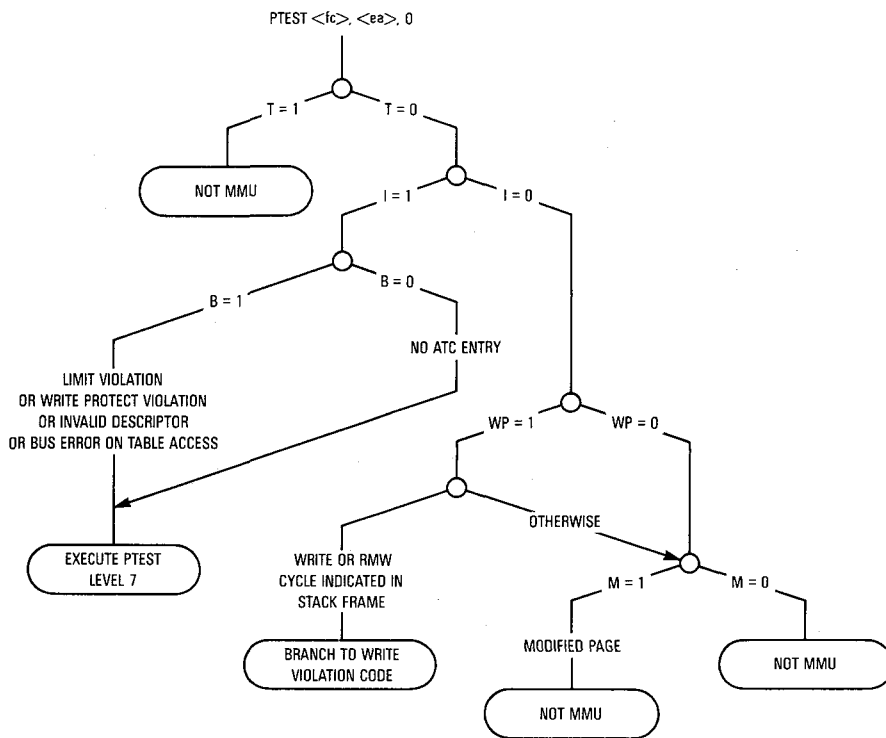 PTEST <fc>, <ea>, 0
T = 1
T = 0
NOT MMU
I = 1
I = 0
B = 1
B = 0
NO ATC ENTRY
LIMIT VIOLATION
OR WRITE PROTECT VIOLATION
OR INVALID DESCRIPTOR
OR BUS ERROR ON TABLE ACCESS
WP = 1
WP = 0
OTHERWISE
EXECUTE PTEST
LEVEL 7
WRITE OR RMW
CYCLE INDICATED IN
STACK FRAME
M = 1
M = 0
BRANCH TO WRITE
VIOLATION CODE
MODIFIED PAGE
NOT MMU
NOT MMU